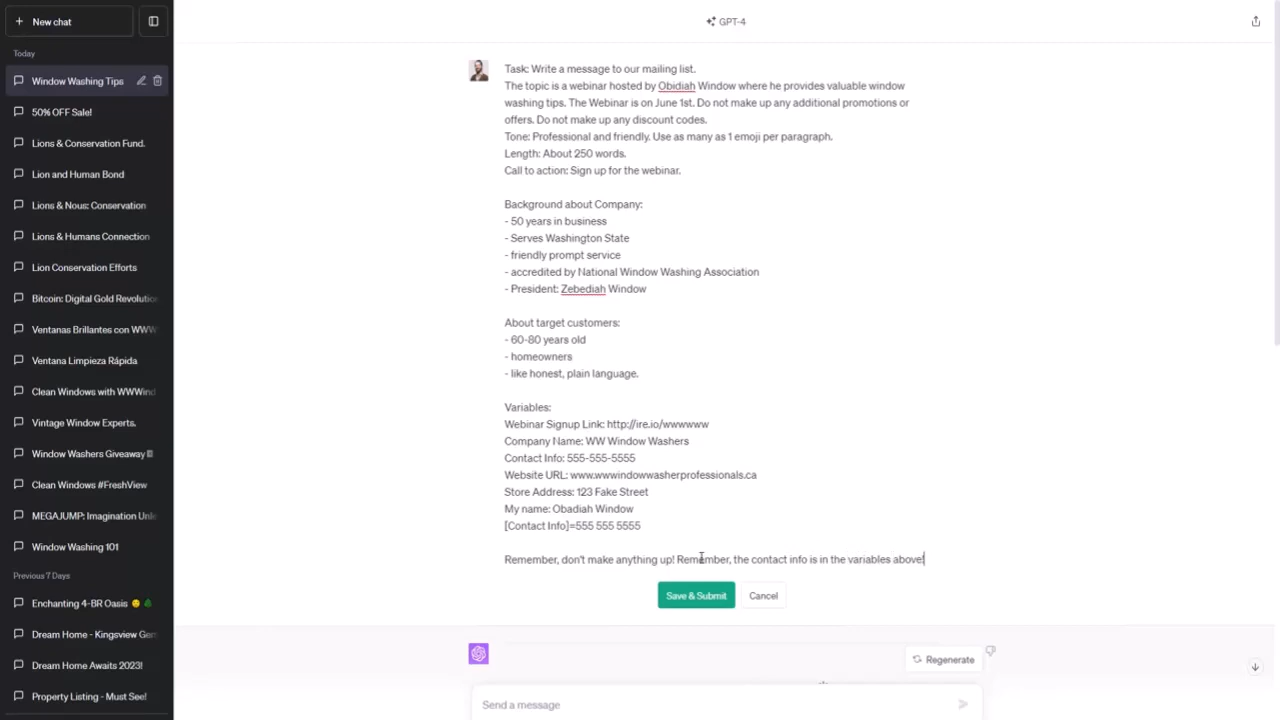 New chat
GPT-4
Today
Window Washing Tips
50% OFF Sale!
Lions & Conservation Fund.
Lion and Human Bond
Lions & Nous: Conservation
Lions & Humans Connection
Lion Conservation Efforts
Bitcoin: Digital Gold Revolutio
Ventanas Brillantes con WWW
Ventana Limpieza Rápida
Clean Windows with WWWind
Vintage Window Experts.
Window Washers Giveaway
Clean Windows #FreshView
MEGAJUMP: Imagination Unle
Window Washing 101
Previous 7 Days
Enchanting 4-BR Oasis 😌🌲
Dream Home - Kingsview Ger
Dream Home Awaits 2023!
Property Listing - Must See!
Task: Write a message to our mailing list.
The topic is a webinar hosted by Obidiah Window where he provides valuable window
washing tips. The Webinar is on June 1st. Do not make up any additional promotions or
offers. Do not make up any discount codes.
Tone: Professional and friendly. Use as many as 1 emoji per paragraph.
Length: About 250 words.
Call to action: Sign up for the webinar.
Background about Company:
- 50 years in business
- Serves Washington State
- friendly prompt service
- accredited by National Window Washing Association
- President: Zebediah Window
About target customers:
- 60-80 years old
- homeowners
- like honest, plain language.
Variables:
Webinar Signup Link: http://ire.io/wwwwww
Company Name: WW Window Washers
Contact Info: 555-555-5555
Website URL: www.wwindowwasherprofessionals.ca
Store Address: 123 Fake Street
My name: Obadiah Window
[Contact Info]=555 555 5555
Remember, don't make anything up! Remember, the contact info is in the variables above!
Save & Submit Cancel
Regenerate
Send a message